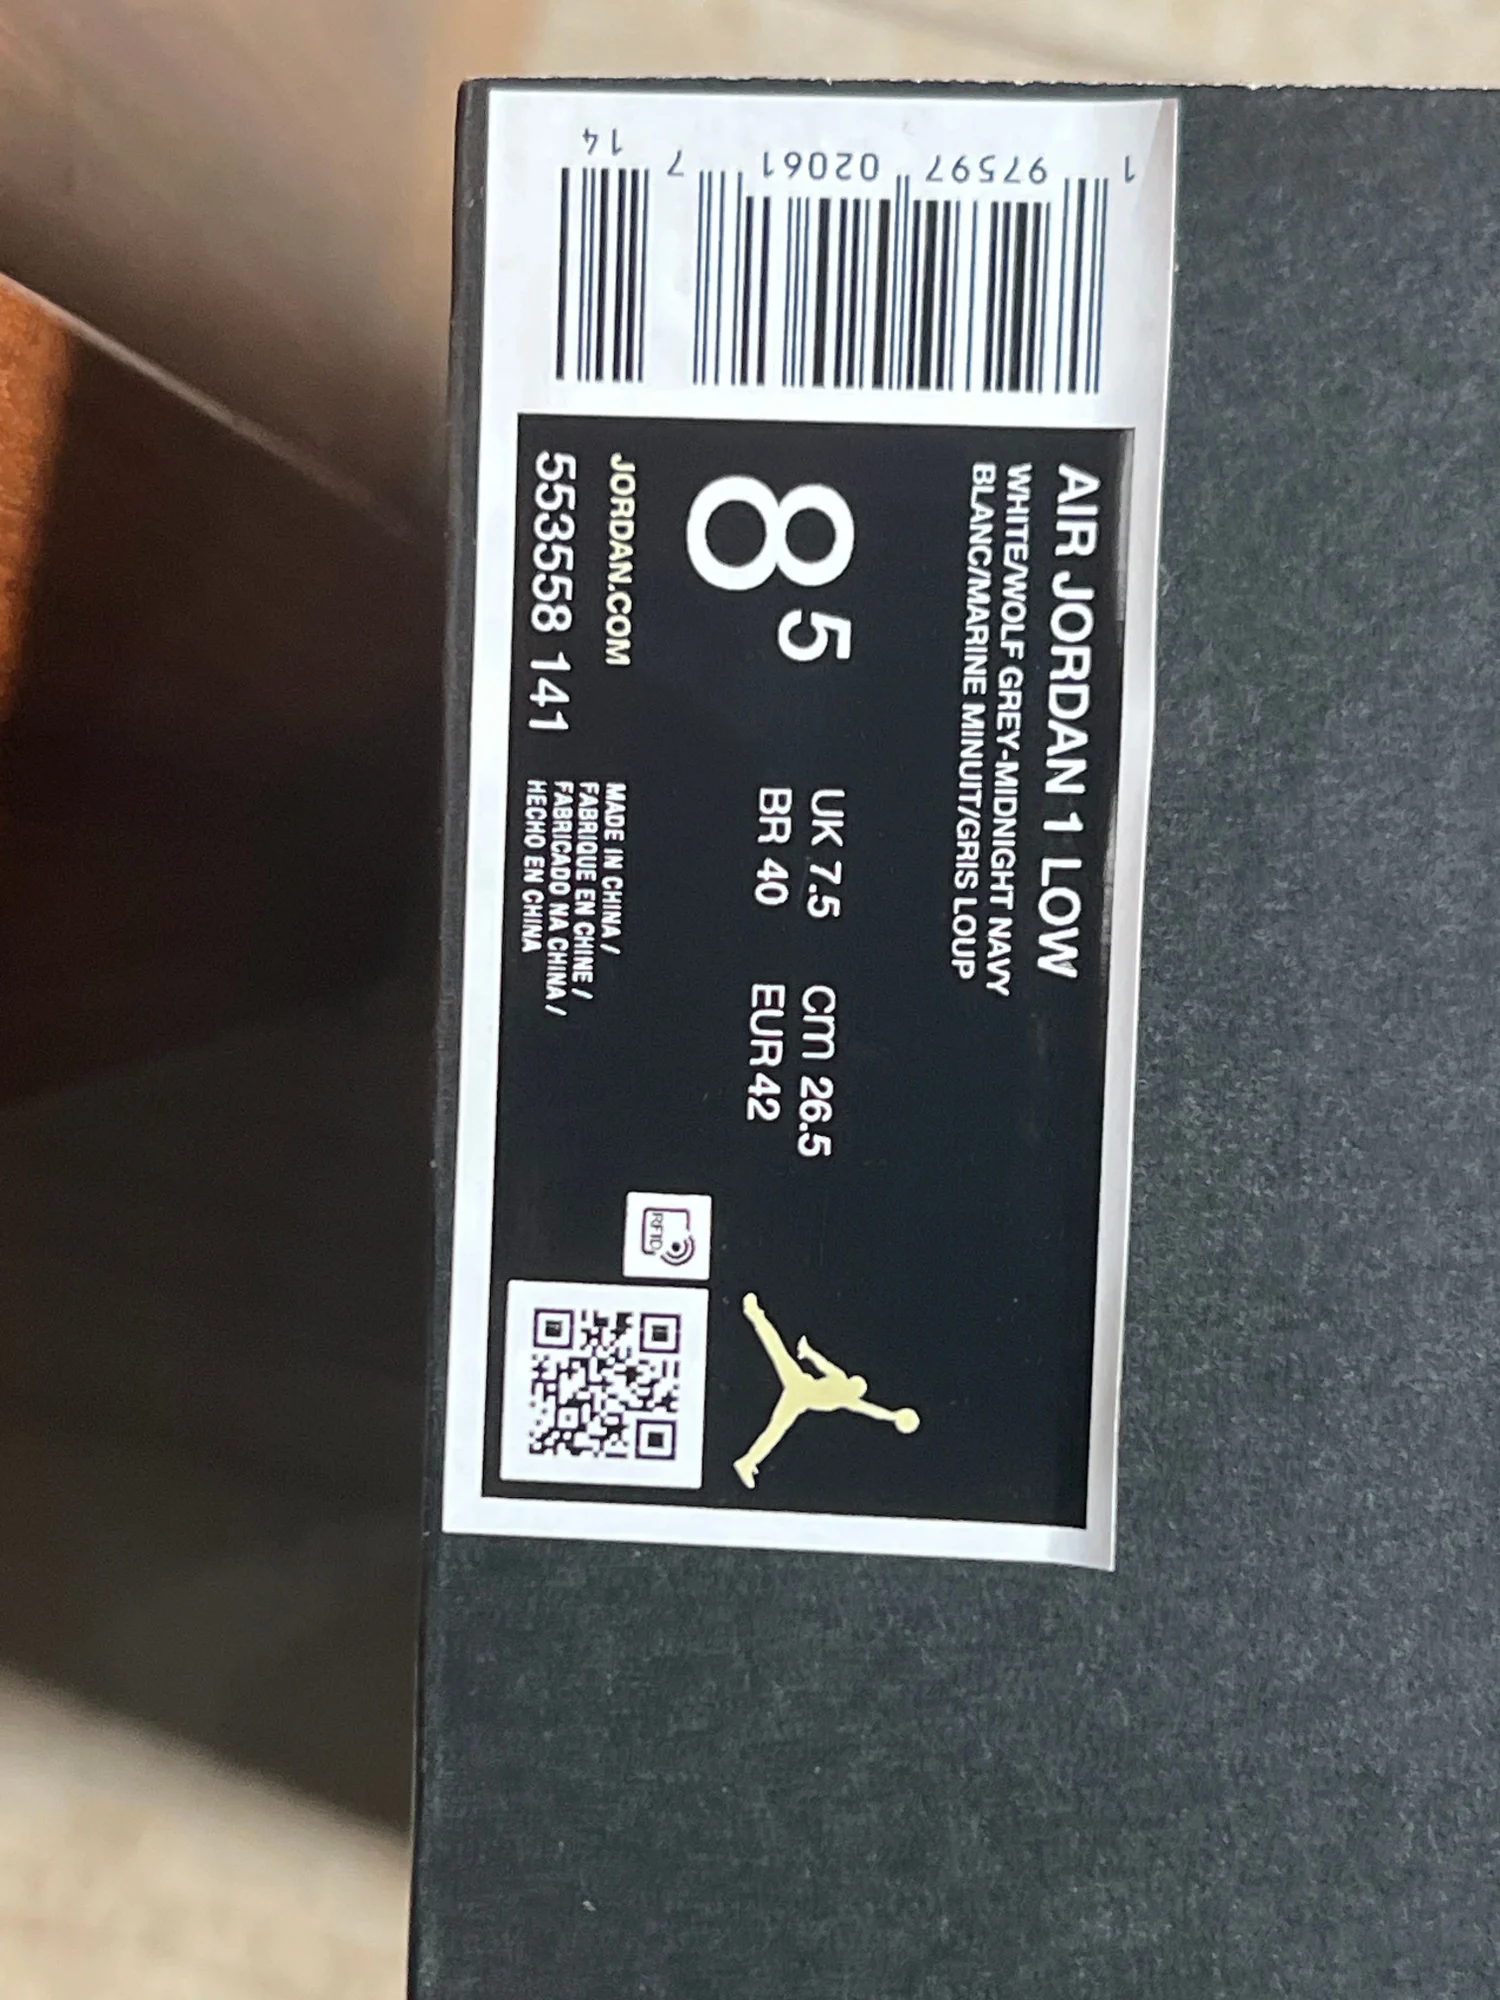 AIR JORDAN 1 LOW
WHITE/WOLF GREY-MIDNIGHT NAVY
BLANC/MARINE MINUIT/GRIS LOUP
8 5
UK 7.5 cm 26.5
BR 40 EUR 42
JORDAN.COM
553558 141
MADE IN CHINA /
FABRIQUE EN CHINE /
FABRICADO NA CHINA /
HECHO EN CHINA
RFID
1 97597 02061 7
14